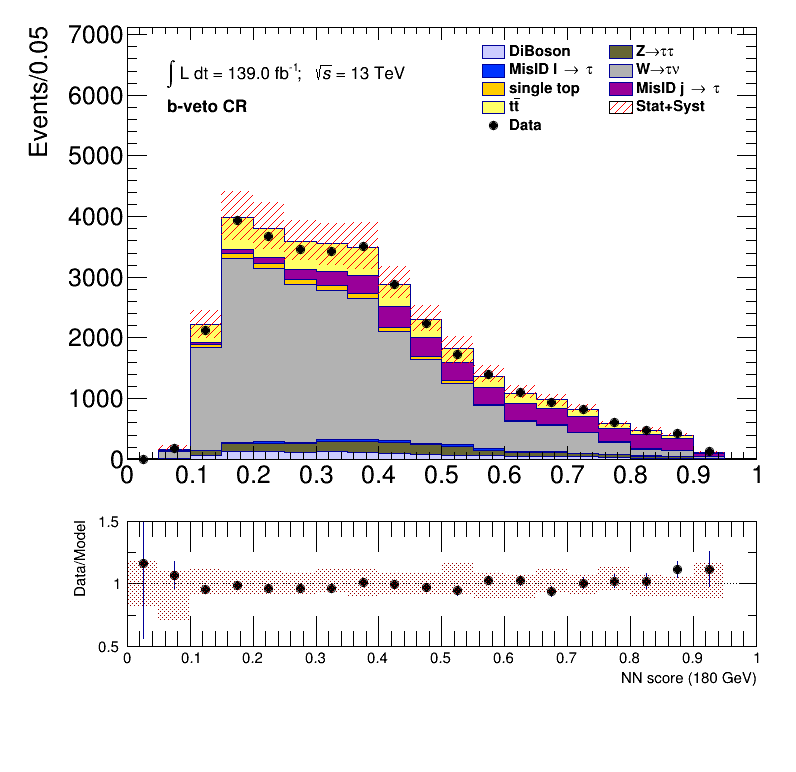 Events/0.05
7000
6000
5000
4000
3000
2000
1000
0
∫ L dt = 139.0 fb⁻¹; √s = 13 TeV
b-veto CR
DiBoson Z→ττ
MisID l → τ W→τν
single top MisID j → τ
tt̄ Stat+Syst
Data
0 0.1 0.2 0.3 0.4 0.5 0.6 0.7 0.8 0.9 1
Data/Model
1.5
1
0.5
0 0.1 0.2 0.3 0.4 0.5 0.6 0.7 0.8 0.9 1
NN score (180 GeV)